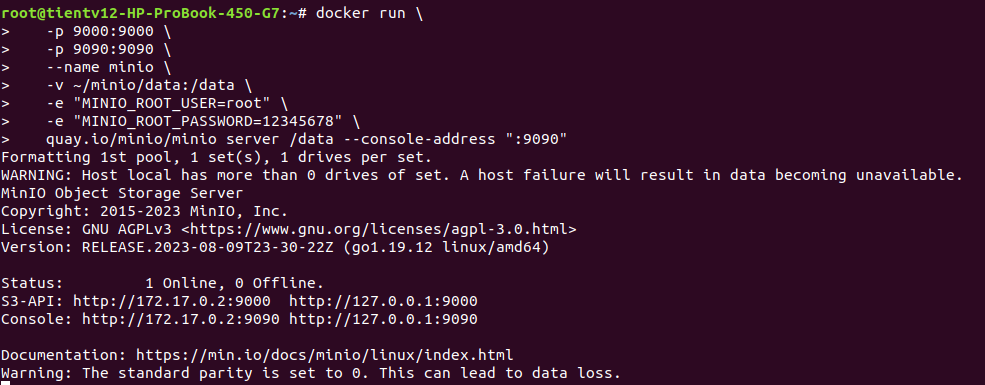 root@tientv12-HP-ProBook-450-G7:~# docker run \
>    -p 9000:9000 \
>    -p 9090:9090 \
>    --name minio \
>    -v ~/minio/data:/data \
>    -e "MINIO_ROOT_USER=root" \
>    -e "MINIO_ROOT_PASSWORD=12345678" \
>    quay.io/minio/minio server /data --console-address ":9090"
Formatting 1st pool, 1 set(s), 1 drives per set.
WARNING: Host local has more than 0 drives of set. A host failure will result in data becoming unavailable.
MinIO Object Storage Server
Copyright: 2015-2023 MinIO, Inc.
License: GNU AGPLv3 <https://www.gnu.org/licenses/agpl-3.0.html>
Version: RELEASE.2023-08-09T23-30-22Z (go1.19.12 linux/amd64)

Status:         1 Online, 0 Offline.
S3-API: http://172.17.0.2:9000  http://127.0.0.1:9000
Console: http://172.17.0.2:9090 http://127.0.0.1:9090

Documentation: https://min.io/docs/minio/linux/index.html
Warning: The standard parity is set to 0. This can lead to data loss.